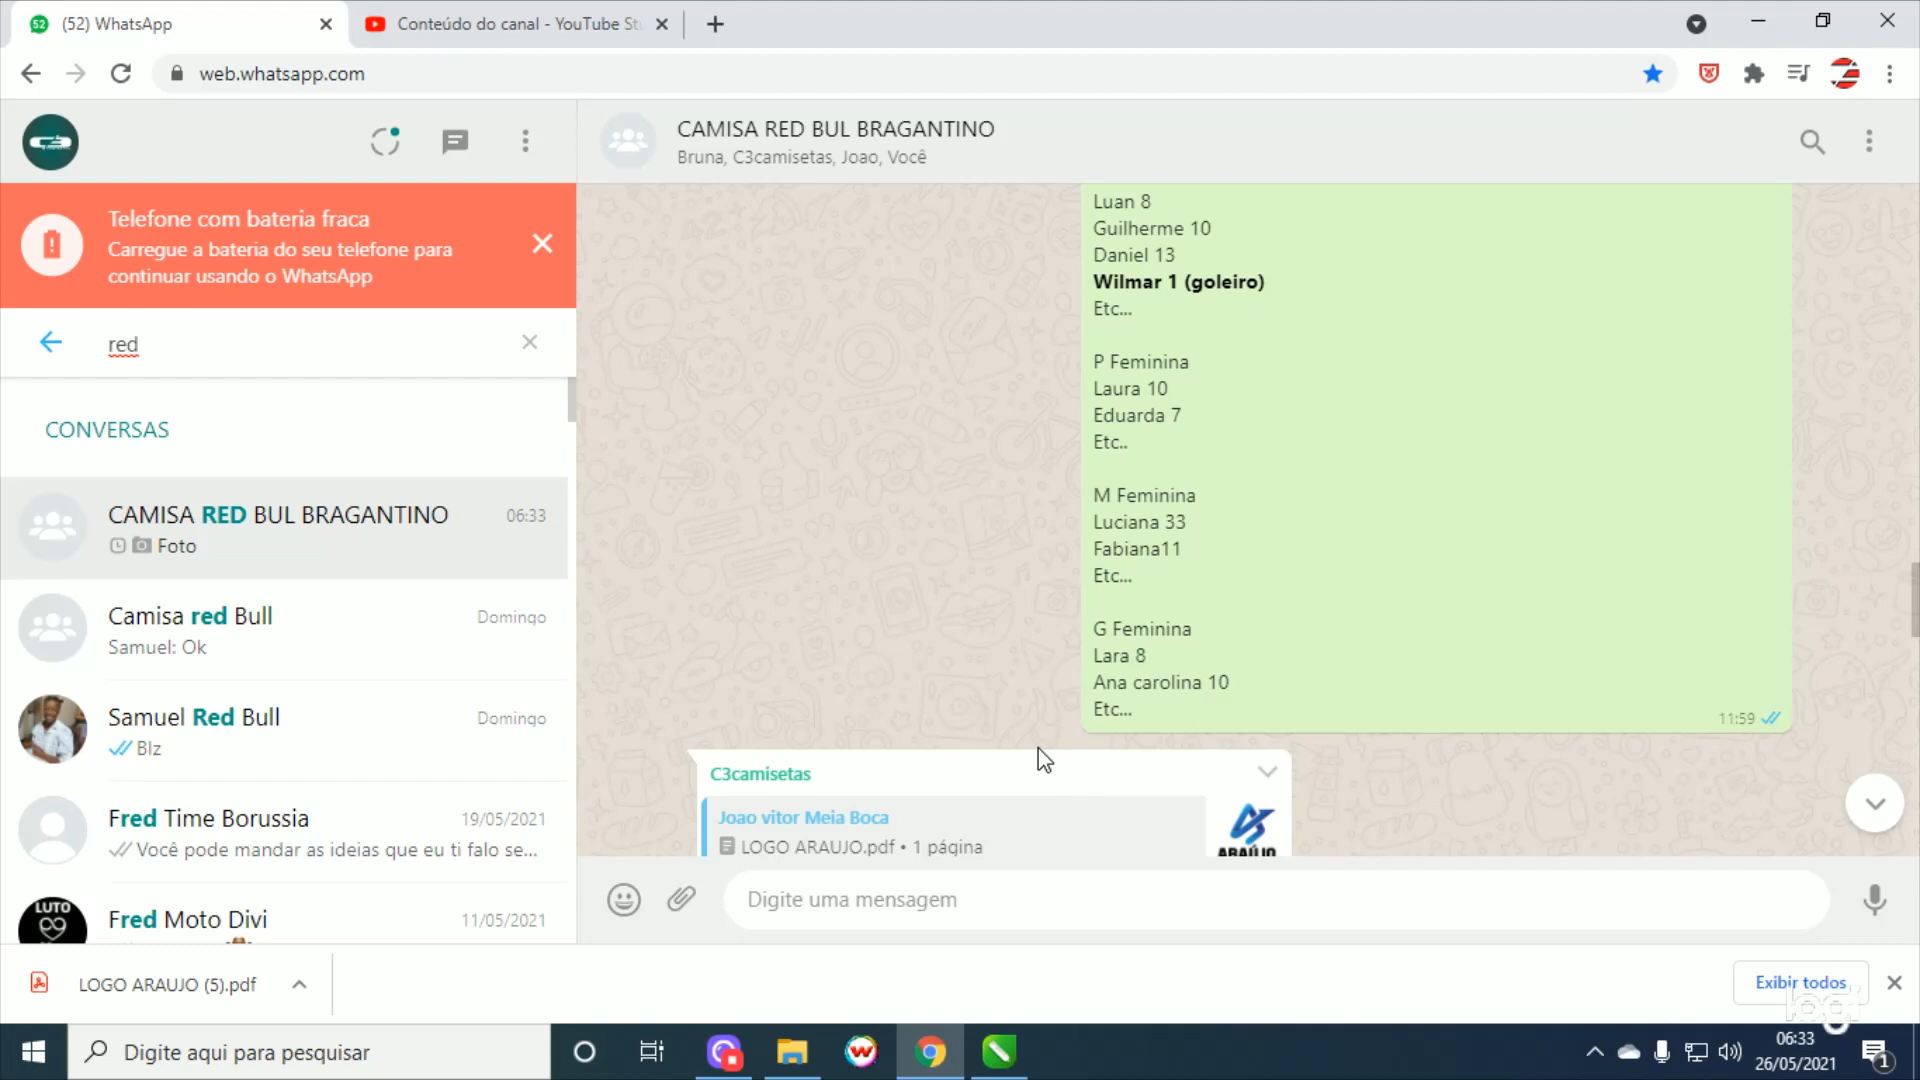 52
(52) WhatsApp
Conteúdo do canal - YouTube St
web.whatsapp.com
CAMISA RED BUL BRAGANTINO
Bruna, C3camisetas, Joao, Você
Telefone com bateria fraca
Carregue a bateria do seu telefone para
continuar usando o WhatsApp
red
CONVERSAS
CAMISA RED BUL BRAGANTINO
06:33
Foto
Camisa red Bull
Domingo
Samuel: Ok
Samuel Red Bull
Domingo
Blz
Fred Time Borussia
19/05/2021
Você pode mandar as ideias que eu ti falo se...
LUTO
Fred Moto Divi
11/05/2021
Luan 8
Guilherme 10
Daniel 13
Wilmar 1 (goleiro)
Etc...
P Feminina
Laura 10
Eduarda 7
Etc..
M Feminina
Luciana 33
Fabiana11
Etc...
G Feminina
Lara 8
Ana carolina 10
Etc...
11:59
C3camisetas
Joao vitor Meia Boca
LOGO ARAUJO.pdf • 1 página
ARAÚJO
Digite uma mensagem
LOGO ARAUJO (5).pdf
Exibir todos
Digite aqui para pesquisar
06:33
26/05/2021
1